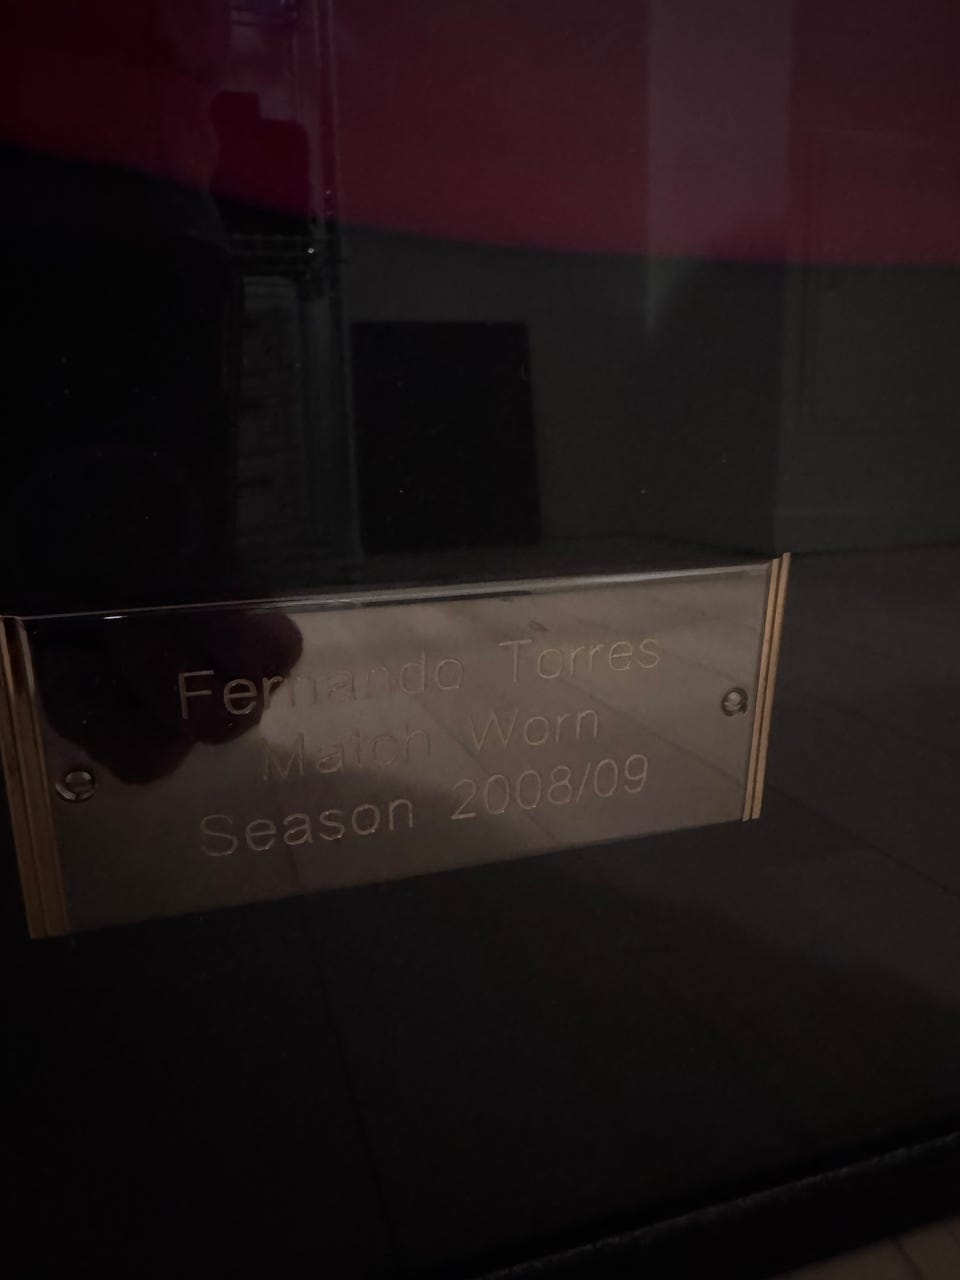 Fernando Torres
Match Worn
Season 2008/09